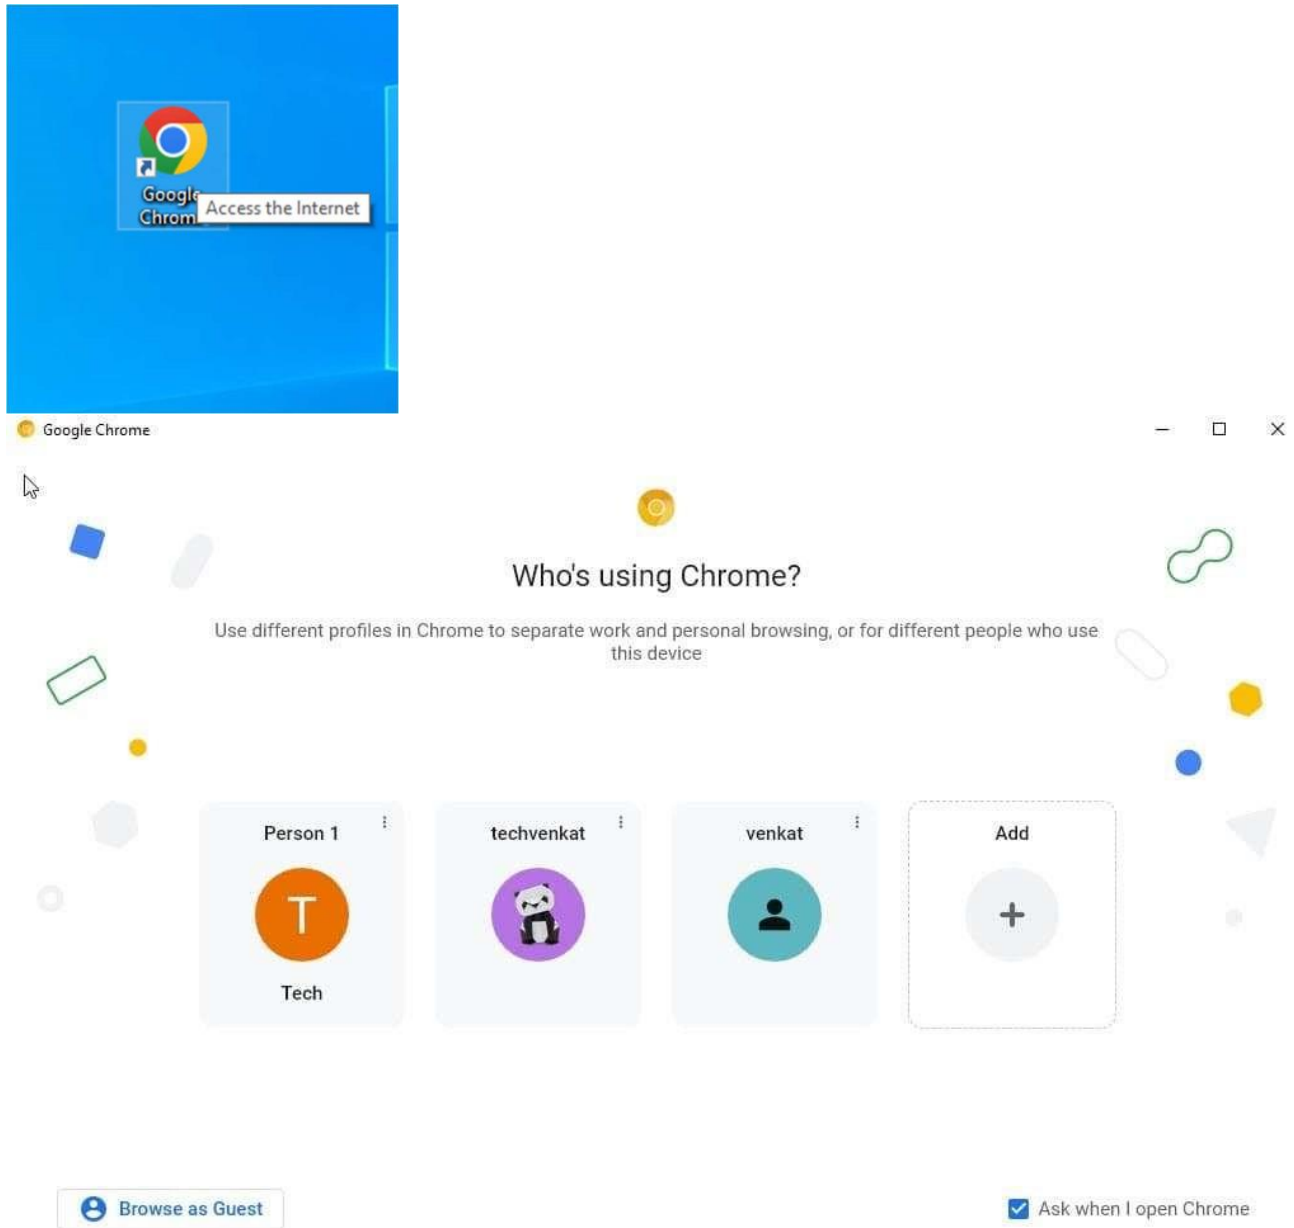 Google
Chrom
Access the Internet
Google Chrome
Who's using Chrome?
Use different profiles in Chrome to separate work and personal browsing, or for different people who use
this device
Person 1
techvenkat
venkat
Add
T
Tech
Browse as Guest
Ask when I open Chrome